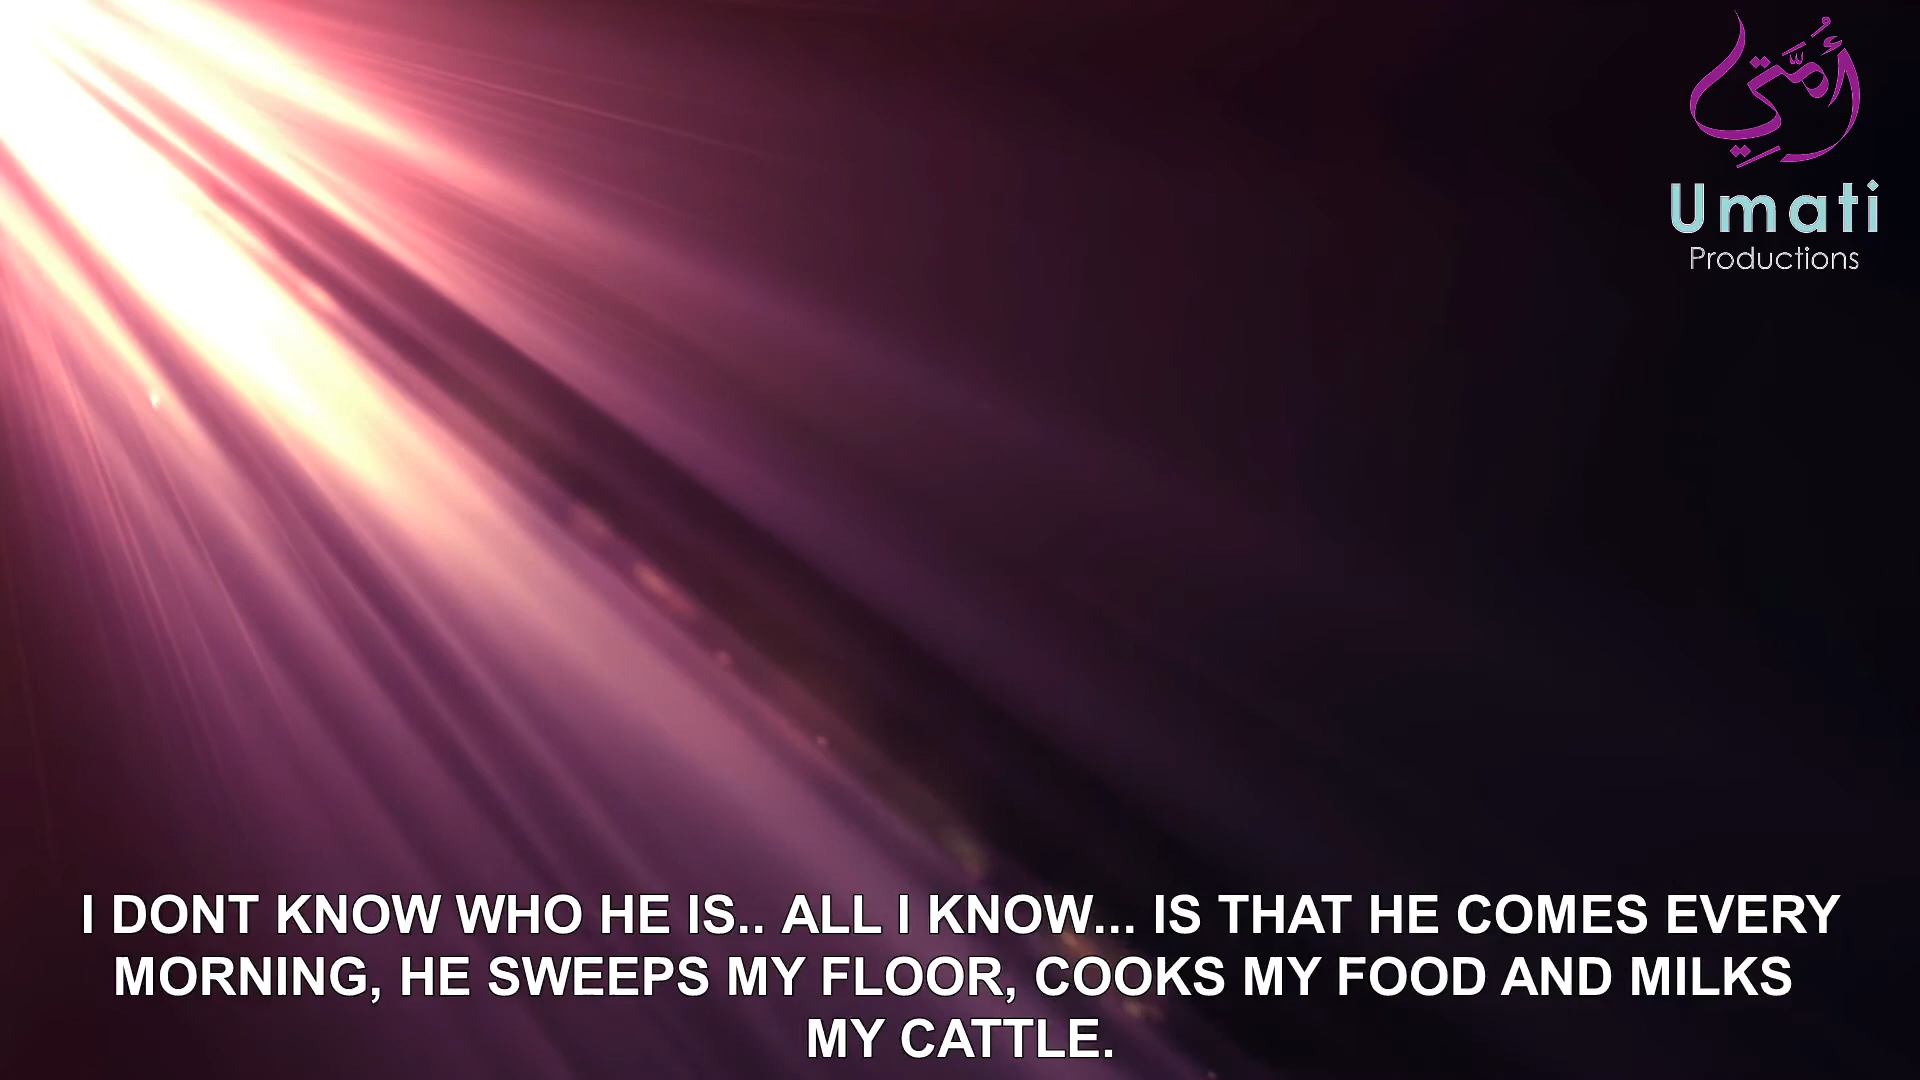 أُمَّتِي
Umati
Productions
I DONT KNOW WHO HE IS.. ALL I KNOW... IS THAT HE COMES EVERY
MORNING, HE SWEEPS MY FLOOR, COOKS MY FOOD AND MILKS
MY CATTLE.